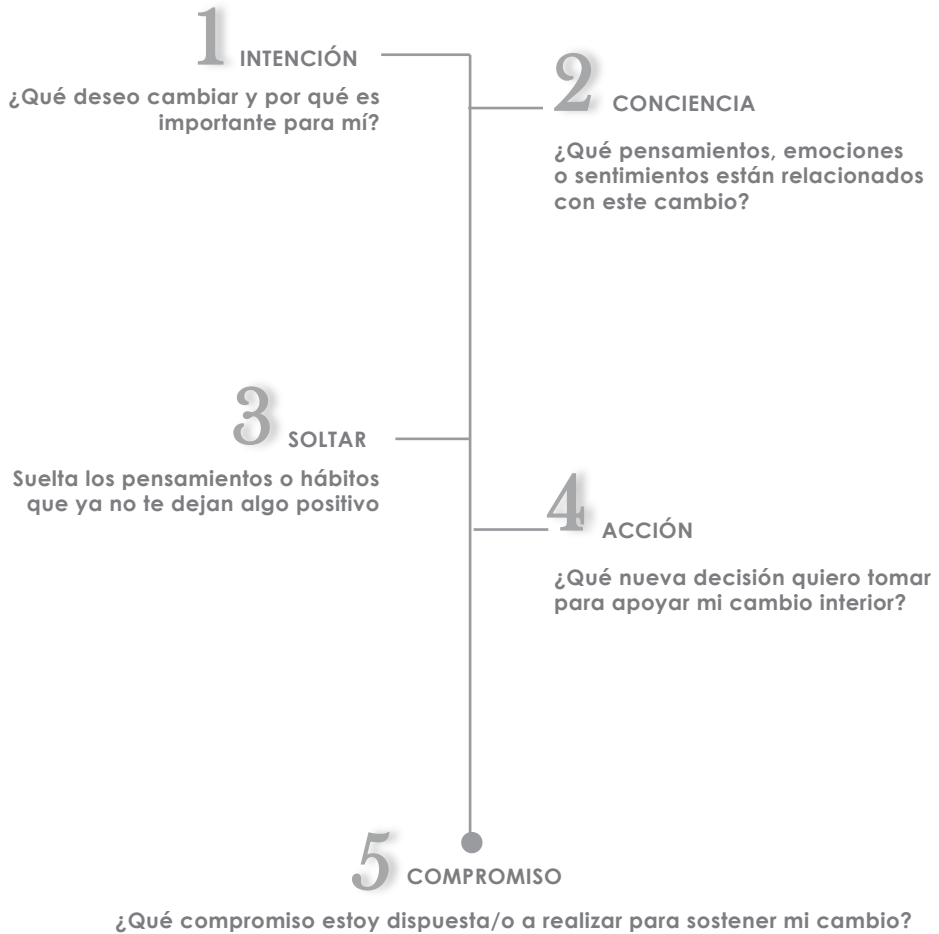 1 INTENCIÓN
¿Qué deseo cambiar y por qué es
importante para mí?
2 CONCIENCIA
¿Qué pensamientos, emociones
o sentimientos están relacionados
con este cambio?
3 SOLTAR
Suelta los pensamientos o hábitos
que ya no te dejan algo positivo
4 ACCIÓN
¿Qué nueva decisión quiero tomar
para apoyar mi cambio interior?
5 COMPROMISO
¿Qué compromiso estoy dispuesta/o a realizar para sostener mi cambio?